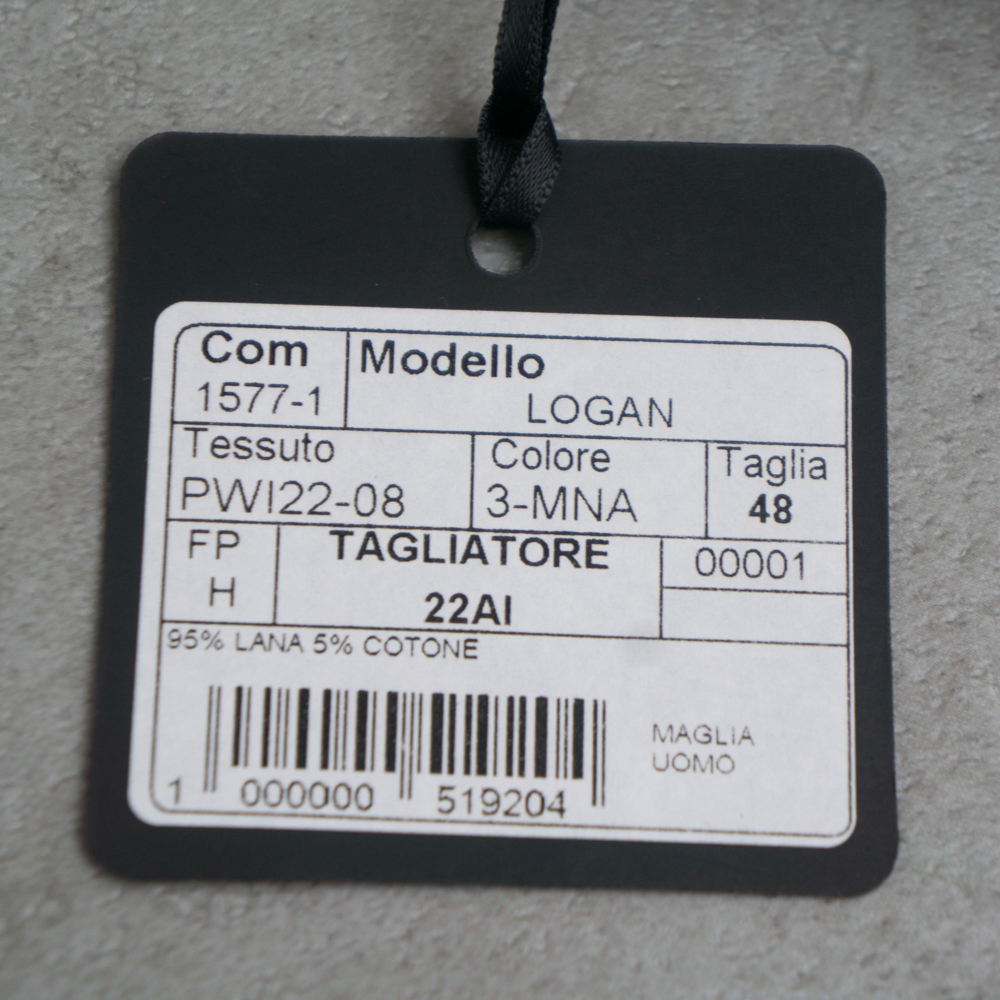 Com
1577-1
Modello
LOGAN
Tessuto
PWI22-08
Colore
3-MNA
Taglia
48
FP
H
TAGLIATORE
22AI
00001
95% LANA 5% COTONE
MAGLIA
UOMO
1 000000 519204